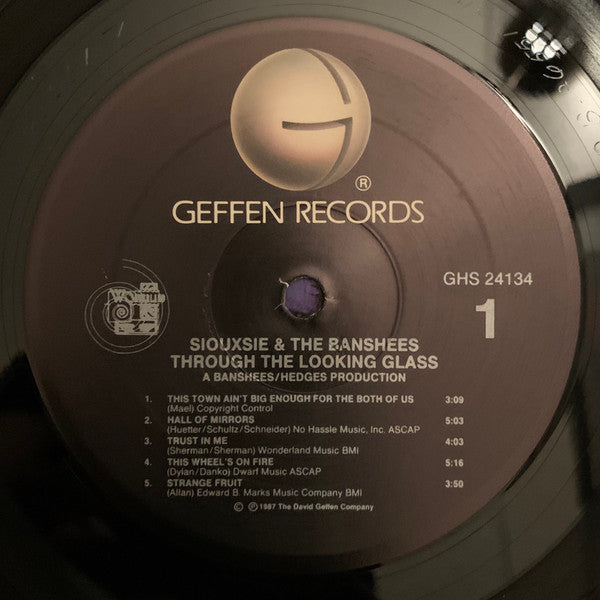 GEFFEN RECORDS
®
GHS 24134
1
SIOUXSIE & THE BANSHEES
THROUGH THE LOOKING GLASS
A BANSHEES/HEDGES PRODUCTION
1. THIS TOWN AIN'T BIG ENOUGH FOR THE BOTH OF US 3:09
(Mael) Copyright Control
2. HALL OF MIRRORS 5:03
(Huetter/Schultz/Schneider) No Hassle Music, Inc. ASCAP
3. TRUST IN ME 4:03
(Sherman/Sherman) Wonderland Music BMI
4. THIS WHEEL'S ON FIRE 5:16
(Dylan/Danko) Dwarf Music ASCAP
5. STRANGE FRUIT 3:50
(Allan) Edward B. Marks Music Company BMI
© ℗ 1987 The David Geffen Company